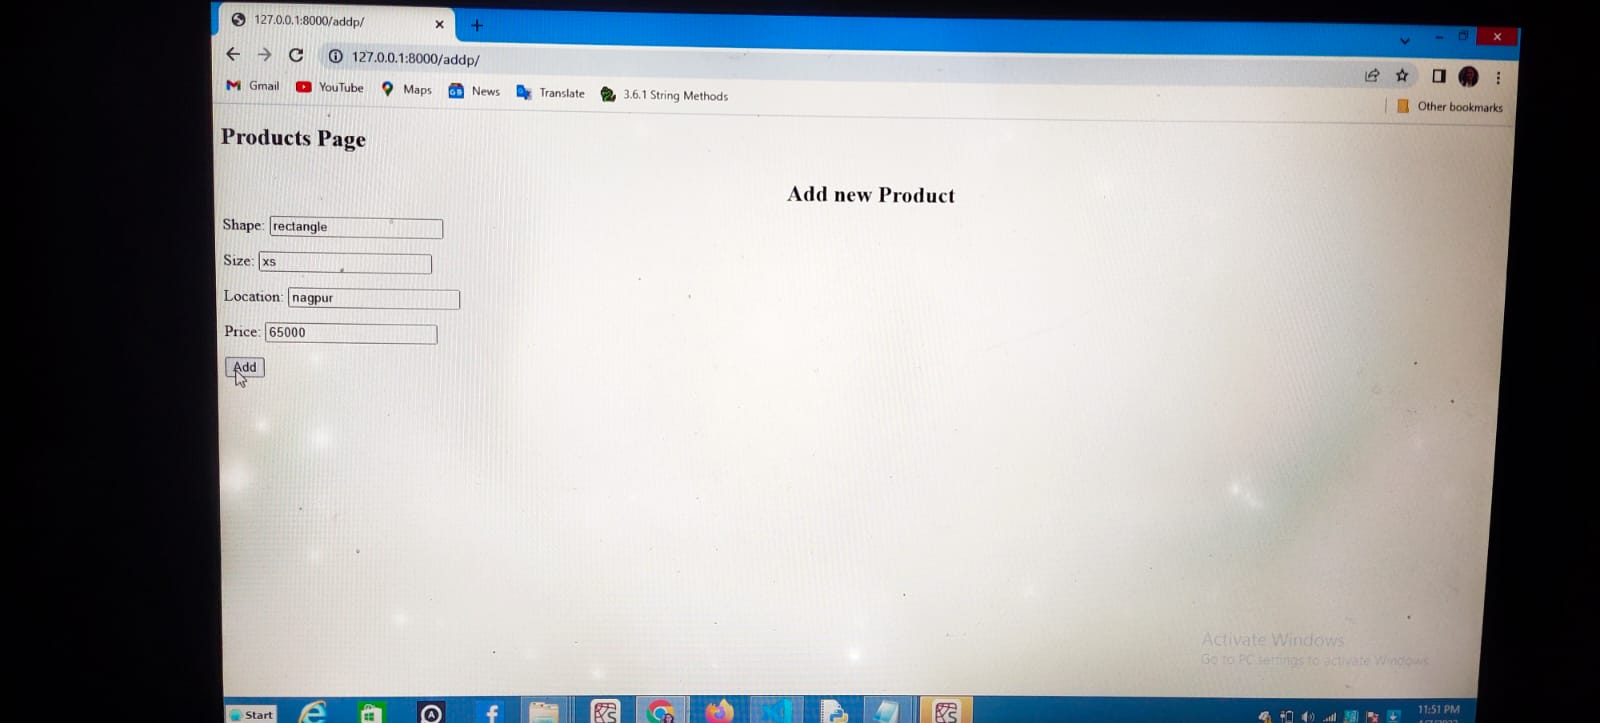 127.0.0.1:8000/addp/
127.0.0.1:8000/addp/
Gmail YouTube Maps News Translate 3.6.1 String Methods
Other bookmarks
Products Page
Add new Product
Shape: rectangle
Size: xs
Location: nagpur
Price: 65000
Add
Activate Windows
Go to PC settings to activate Windows.
Start
11:51 PM